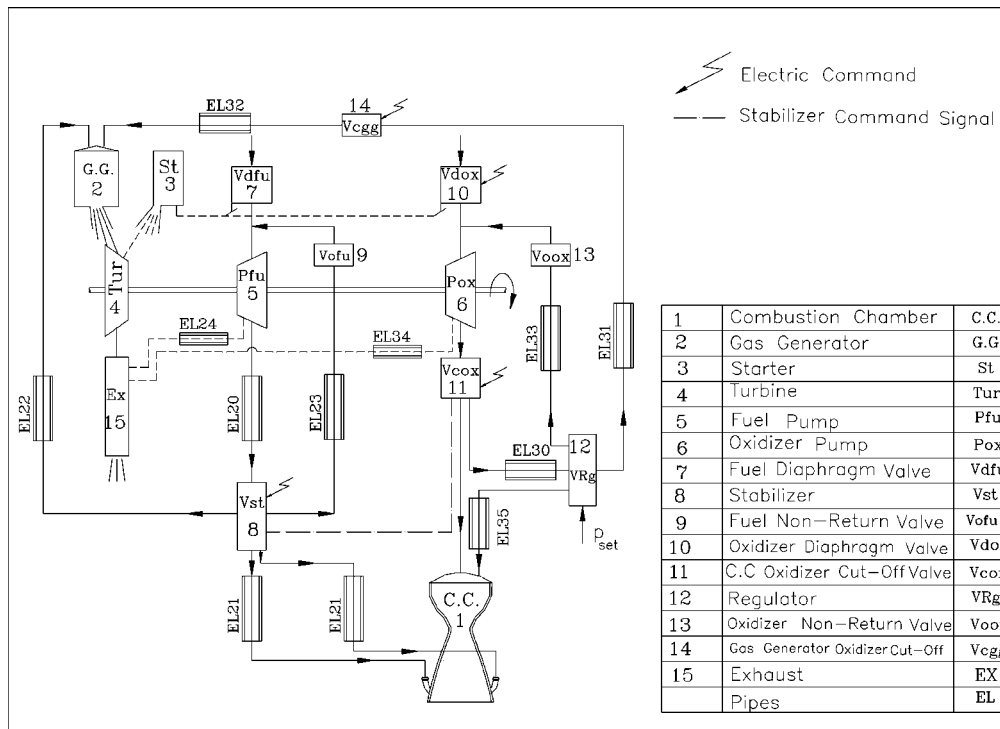 Electric Command
Stabilizer Command Signal
EL32
14
Vcgg
G.G.
2
St
3
Vdfu
7
Vdox
10
Vofu 9
Voox 13
Tur
4
Pfu
5
Pox
6
EL24
EL34
EL33
EL31
Vcox
11
Ex
15
EL22
EL20
EL23
EL30
12
VRg
Vst
8
EL35
Pset
EL21
EL21
C.C.
1
1 Combustion Chamber C.C.
2 Gas Generator G.G
3 Starter St
4 Turbine Tur
5 Fuel Pump Pfu
6 Oxidizer Pump Pox
7 Fuel Diaphragm Valve Vdfu
8 Stabilizer Vst
9 Fuel Non-Return Valve Vofu
10 Oxidizer Diaphragm Valve Vdo
11 C.C Oxidizer Cut-Off Valve Vcox
12 Regulator VRg
13 Oxidizer Non-Return Valve Voo
14 Gas Generator Oxidizer Cut-Off Vcgg
15 Exhaust EX
Pipes EL